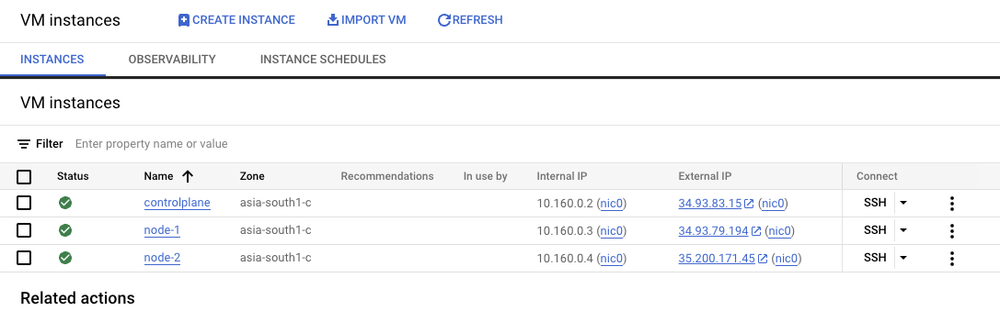 VM instances CREATE INSTANCE IMPORT VM REFRESH
INSTANCES OBSERVABILITY INSTANCE SCHEDULES
VM instances
Filter Enter property name or value
Status Name Zone Recommendations In use by Internal IP External IP Connect
controlplane asia-south1-c 10.160.0.2 (nic0) 34.93.83.15 (nic0) SSH
node-1 asia-south1-c 10.160.0.3 (nic0) 34.93.79.194 (nic0) SSH
node-2 asia-south1-c 10.160.0.4 (nic0) 35.200.171.45 (nic0) SSH
Related actions